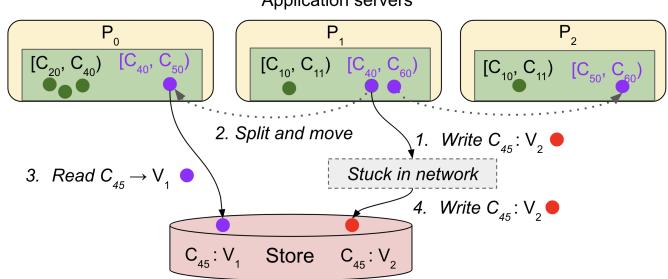 Application servers
P0 P1 P2
[C20, C40) [C40, C50) [C10, C11) [C40, C60) [C10, C11) [C50, C60)
2. Split and move
1. Write C45 : V2
3. Read C45 → V1
Stuck in network
4. Write C45 : V2
C45 : V1 Store C45 : V2